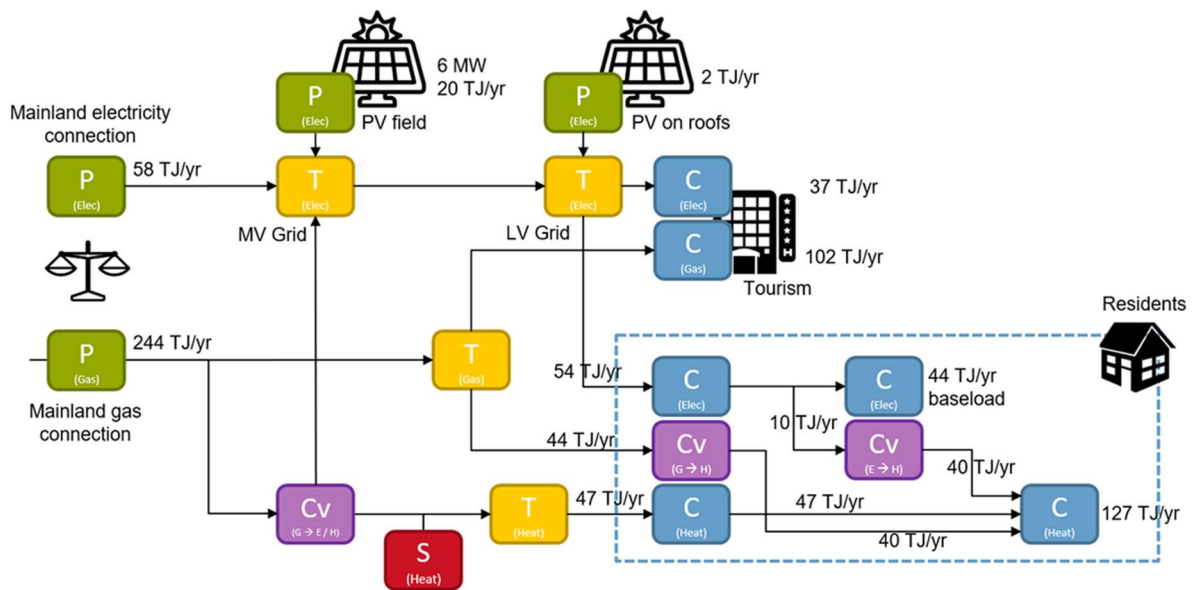 6 MW
20 TJ/yr
2 TJ/yr
P
(Elec)
PV field
P
(Elec)
PV on roofs
Mainland electricity
connection
P
(Elec)
58 TJ/yr
T
(Elec)
MV Grid
T
(Elec)
LV Grid
C
(Elec)
37 TJ/yr
C
(Gas)
102 TJ/yr
Tourism
H
Residents
P
(Gas)
244 TJ/yr
Mainland gas
connection
T
(Gas)
54 TJ/yr
C
(Elec)
C
(Elec)
44 TJ/yr
baseload
10 TJ/yr
44 TJ/yr
Cv
(G → H)
Cv
(E → H)
40 TJ/yr
Cv
(G → E / H)
S
(Heat)
T
(Heat)
47 TJ/yr
C
(Heat)
47 TJ/yr
40 TJ/yr
C
(Heat)
127 TJ/yr